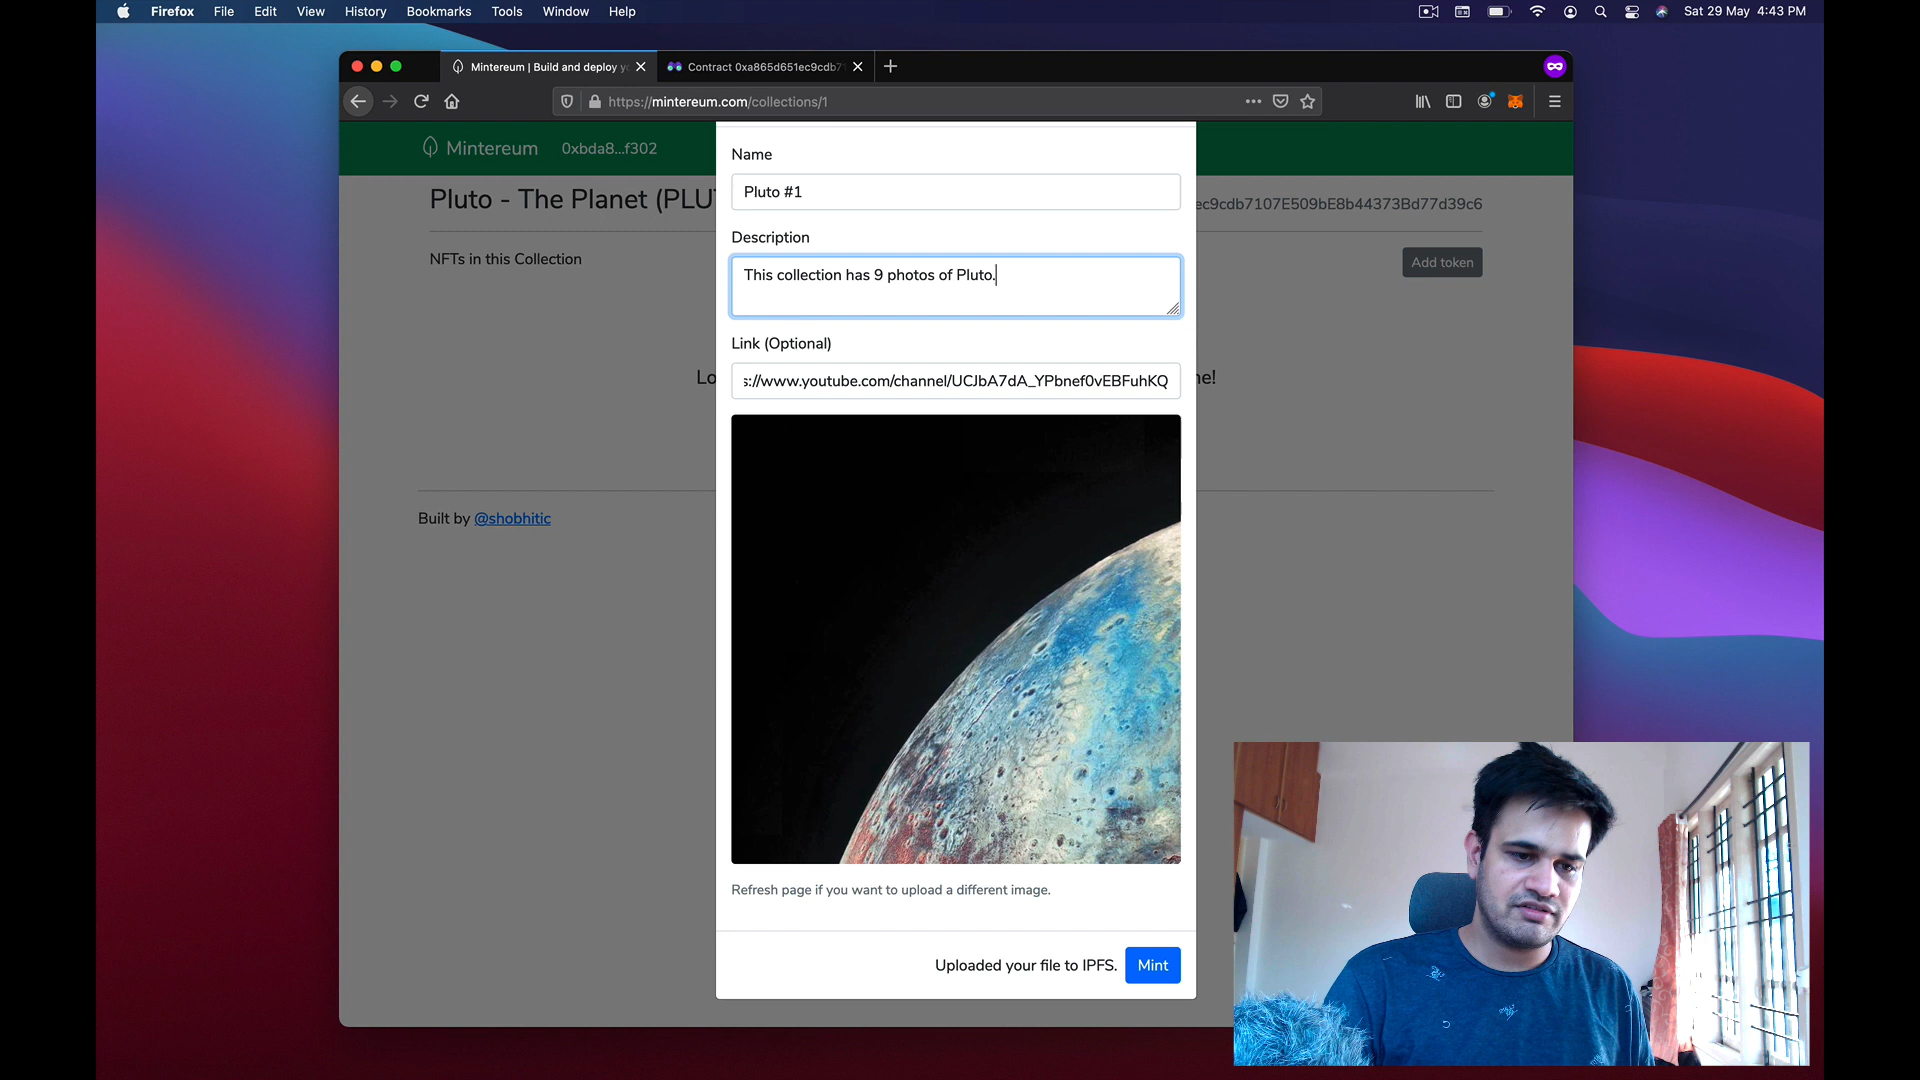 Firefox File Edit View History Bookmarks Tools Window Help Sat 29 May 4:43 PM
Mintereum | Build and deploy Contract 0xa865d651ec9cdb7
https://mintereum.com/collections/1
Mintereum 0xbda8...f302
Name
Pluto #1
Pluto - The Planet (PLU ec9cdb7107E509bE8b44373Bd77d39c6
Description
NFTs in this Collection Add token
This collection has 9 photos of Pluto.
Link (Optional)
s://www.youtube.com/channel/UCJbA7dA_YPbnef0vEBFuhKQ
Lo ne!
Built by @shobhitic
Refresh page if you want to upload a different image.
Uploaded your file to IPFS. Mint